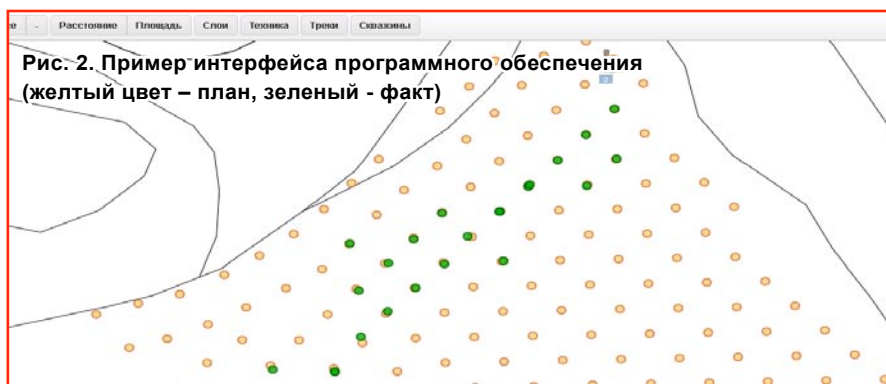 е - Расстояние Площадь Слои Техника Треки Скважины
Рис. 2. Пример интерфейса программного обеспечения
(желтый цвет – план, зеленый - факт)